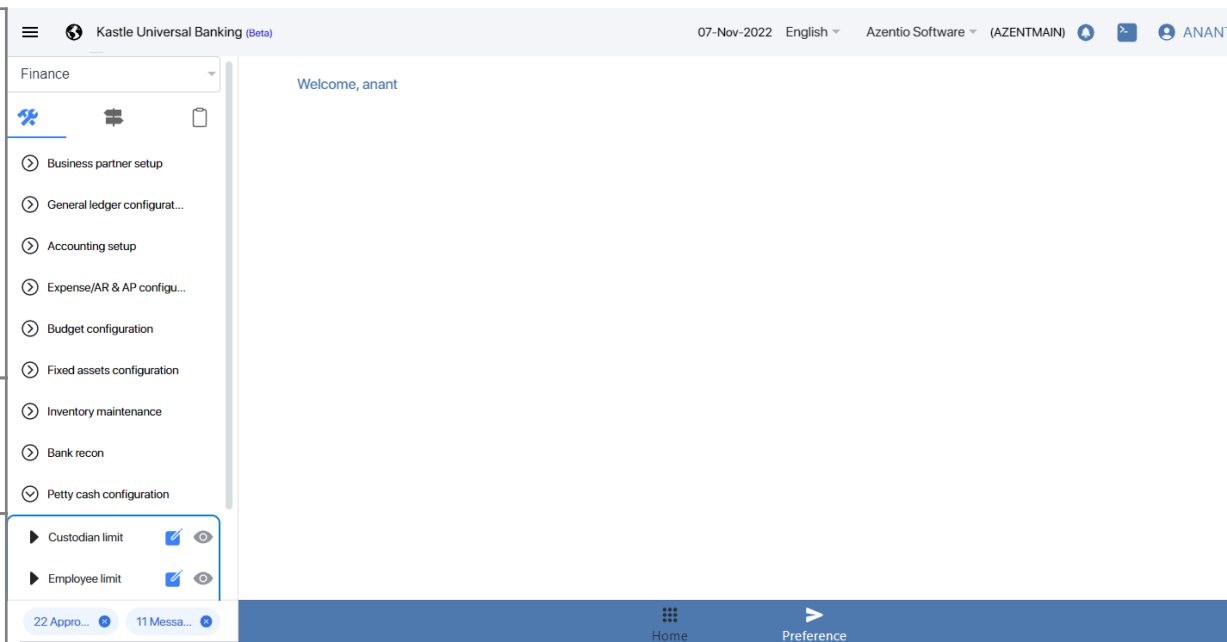 Kastle Universal Banking (Beta)
07-Nov-2022 English Azentio Software (AZENTMAIN) ANANT
Finance
Welcome, anant
Business partner setup
General ledger configurat...
Accounting setup
Expense/AR & AP configu...
Budget configuration
Fixed assets configuration
Inventory maintenance
Bank recon
Petty cash configuration
Custodian limit
Employee limit
22 Appro... 11 Messa...
Home Preference